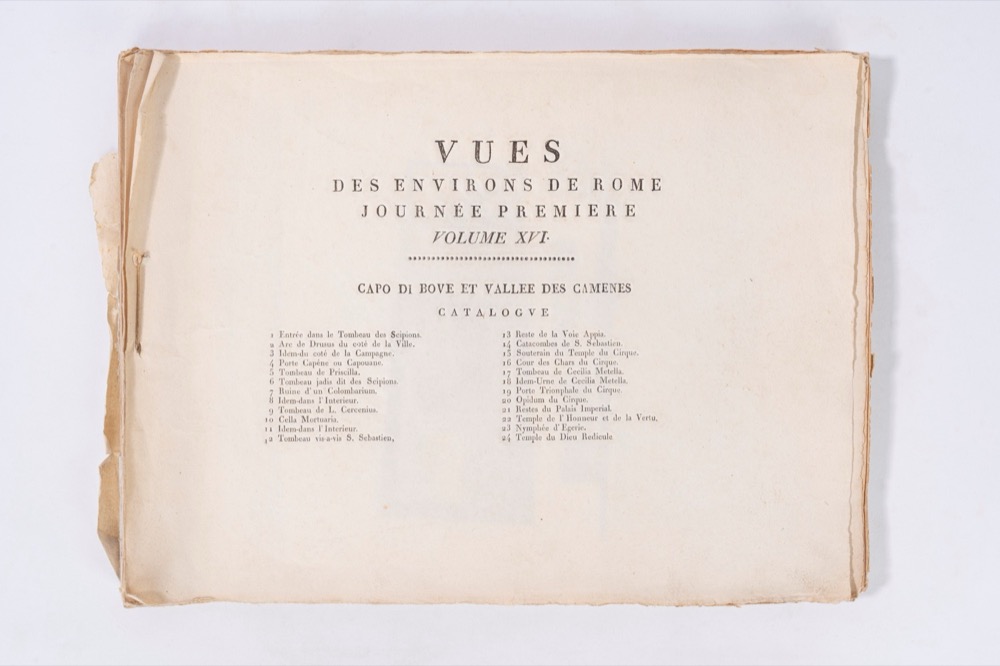 VUES
DES ENVIRONS DE ROME
JOURNÉE PREMIERE
VOLUME XVI.
CAPO DI BOVE ET VALLEE DES CAMENES
CATALOGVE
1 Entrée dans le Tombeau des Scipions.
2 Arc de Drusus du coté de la Ville.
3 Idem-du coté de la Campagne.
4 Porte Capéne ou Capouane.
5 Tombeau de Priscilla.
6 Tombeau jadis dit des Scipions.
7 Ruine d'un Colombarium.
8 Idem-dans l'Interieur.
9 Tombeau de L. Cercenius.
10 Cella Mortuaria.
11 Idem-dans l'Interieur.
12 Tombeau vis-a-vis S. Sebastien,
13 Reste de la Voie Appia.
14 Catacombes de S. Sebastien.
15 Souterain du Temple du Cirque.
16 Cour des Chars du Cirque.
17 Tombeau de Cecilia Metella.
18 Idem-Urne de Cecilia Metella.
19 Porte Trionphale du Cirque.
20 Opidum du Cirque.
21 Restes du Palais Imperial.
22 Temple de l'Honneur et de la Vertu,
23 Nymphée d'Egerie.
24 Temple du Dieu Redicule